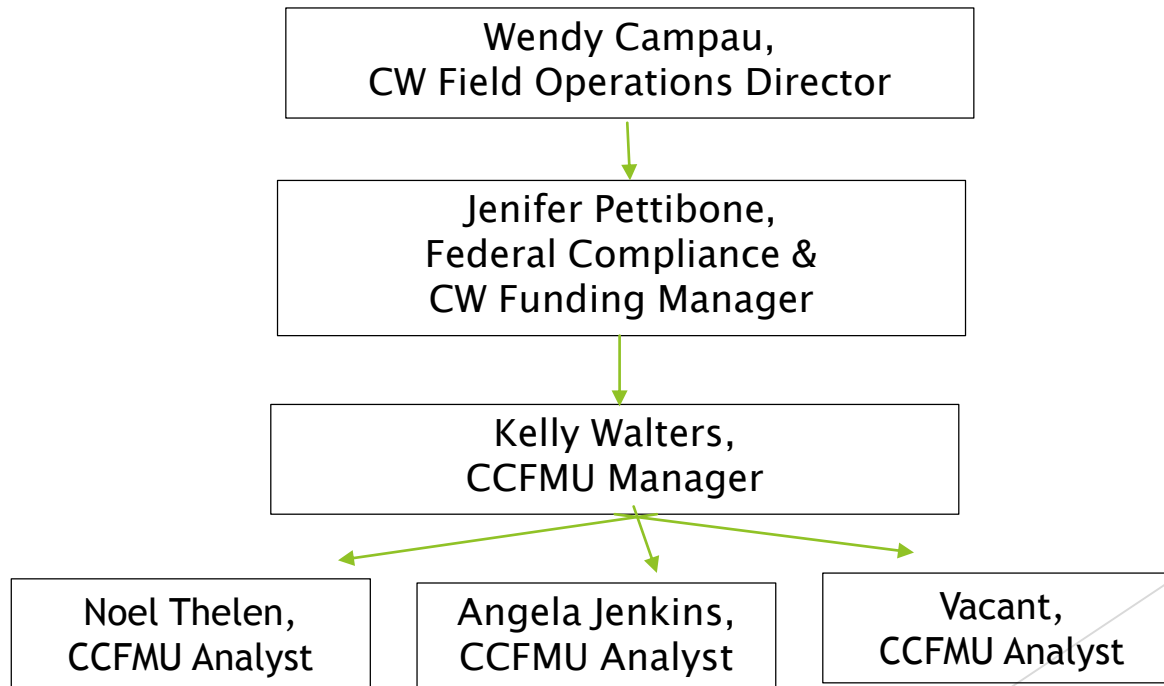 Wendy Campau,
CW Field Operations Director
Jenifer Pettibone,
Federal Compliance &
CW Funding Manager
Kelly Walters,
CCFMU Manager
Noel Thelen,
CCFMU Analyst
Angela Jenkins,
CCFMU Analyst
Vacant,
CCFMU Analyst